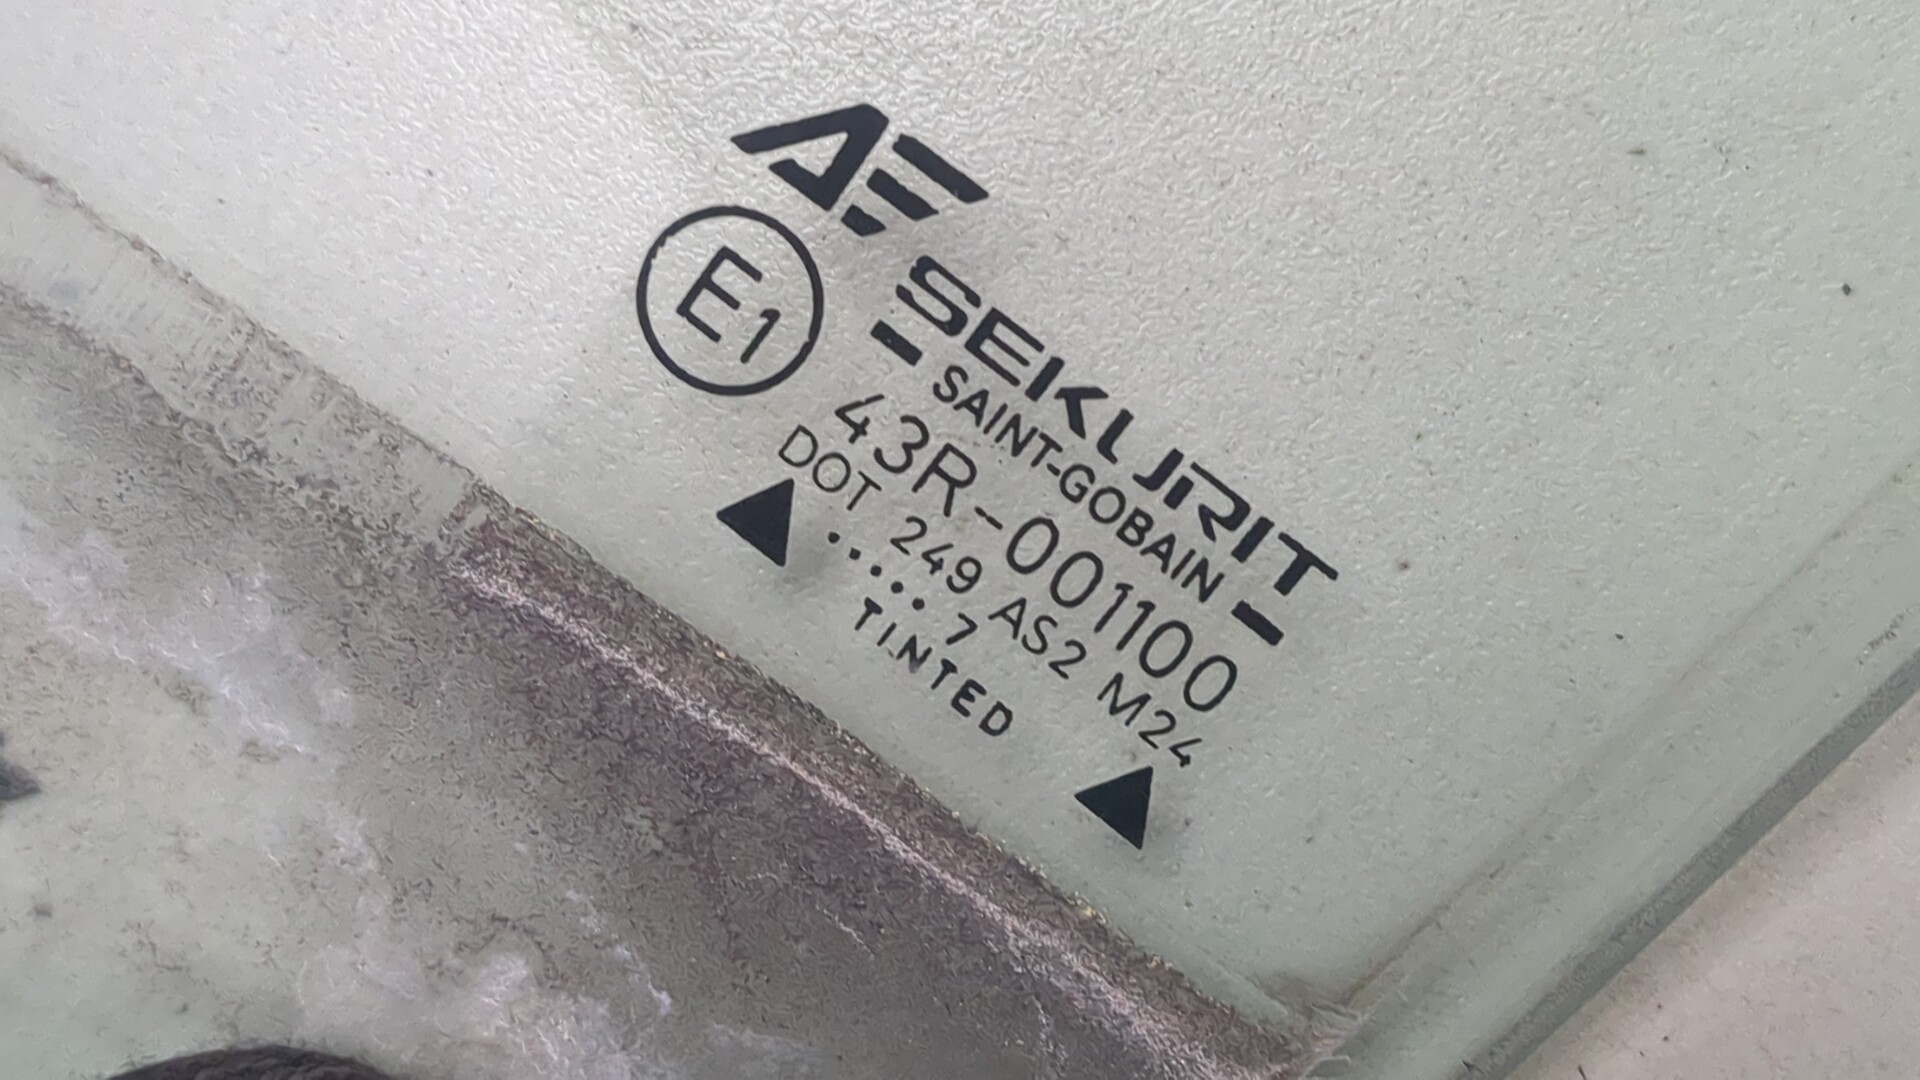 AE
SEKURIT
E1
SAINT-GOBAIN
43R-001100
DOT 249 AS2 M24
......7
TINTED